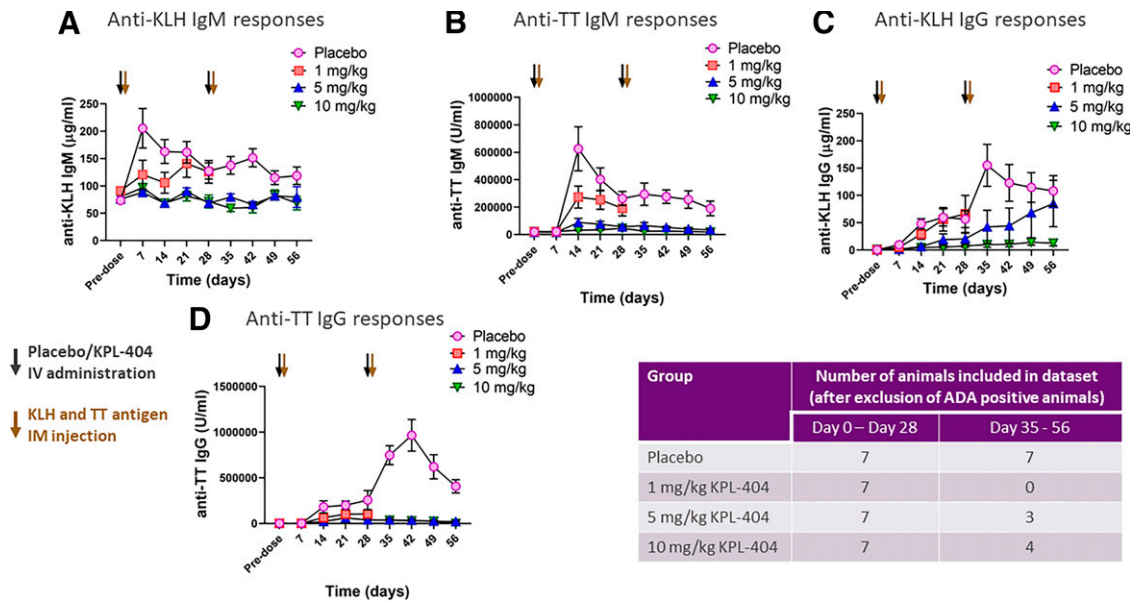 A Anti-KLH IgM responses
Placebo
1 mg/kg
5 mg/kg
10 mg/kg
anti-KLH IgM (µg/ml)
250
200
150
100
50
0
Pre-dose 7 14 21 28 35 42 49 56
Time (days)
B Anti-TT IgM responses
Placebo
1 mg/kg
5 mg/kg
10 mg/kg
anti-TT IgM (U/ml)
1000000
800000
600000
400000
200000
0
Pre-dose 7 14 21 28 35 42 49 56
Time (days)
C Anti-KLH IgG responses
Placebo
1 mg/kg
5 mg/kg
10 mg/kg
anti-KLH IgG (µg/ml)
250
200
150
100
50
0
Pre-dose 7 14 21 28 35 42 49 56
Time (days)
D Anti-TT IgG responses
Placebo
1 mg/kg
5 mg/kg
10 mg/kg
anti-TT IgG (U/ml)
1500000
1000000
500000
0
Pre-dose 7 14 21 28 35 42 49 56
Time (days)
Placebo/KPL-404
IV administration
KLH and TT antigen
IM injection
Group Number of animals included in dataset
(after exclusion of ADA positive animals)
Day 0 – Day 28 Day 35 - 56
Placebo 7 7
1 mg/kg KPL-404 7 0
5 mg/kg KPL-404 7 3
10 mg/kg KPL-404 7 4